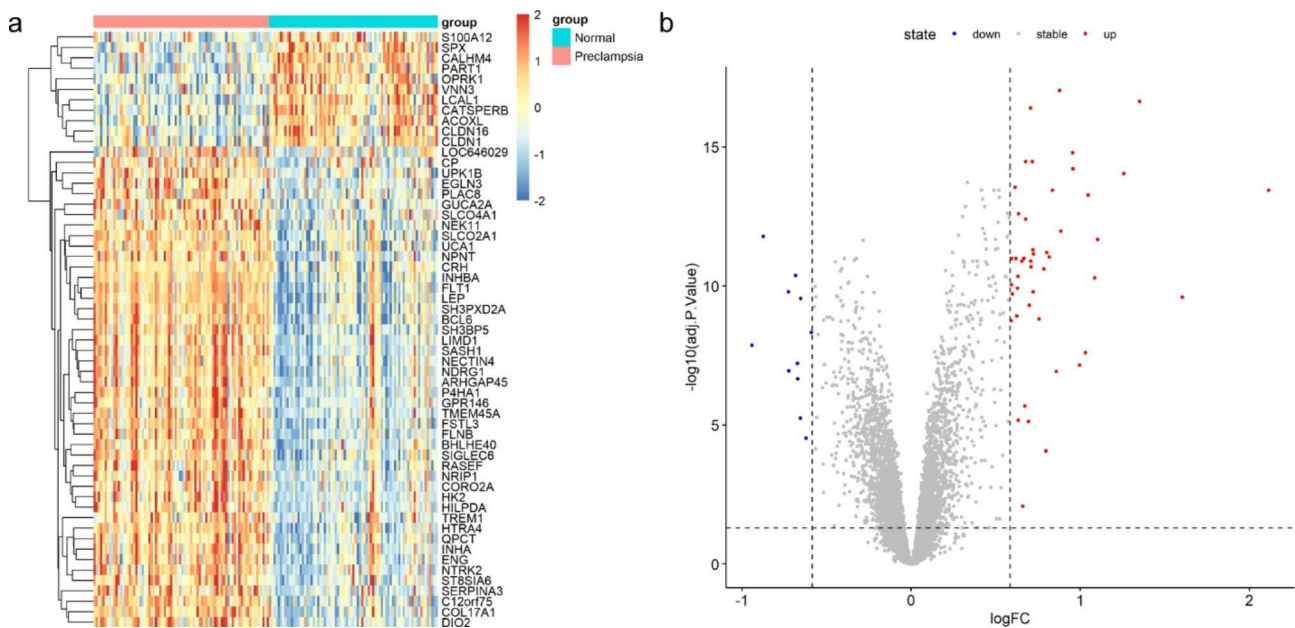 a
group
S100A12
SPX
CALHM4
PART1
OPRK1
VNN3
LCAL1
CATSPERB
ACOXL
CLDN16
CLDN1
LOC646029
CP
UPK1B
EGLN3
PLAC8
GUCA2A
SLCO4A1
NEK11
SLCO2A1
UCA1
NPNT
CRH
INHBA
FLT1
LEP
SH3PXD2A
BCL6
SH3BP5
LIMD1
SASH1
NECTIN4
NDRG1
ARHGAP45
P4HA1
GPR146
TMEM45A
FSTL3
FLNB
BHLHE40
SIGLEC6
RASEF
NRIP1
CORO2A
HK2
HILPDA
TREM1
HTRA4
QPCT
INHA
ENG
NTRK2
ST8SIA6
SERPINA3
C12orf75
COL17A1
DIO2
2
1
0
-1
-2
group
Normal
Preclampsia
b
state down stable up
-log10(adj.P.Value)
15
10
5
0
-1 0 1 2
logFC